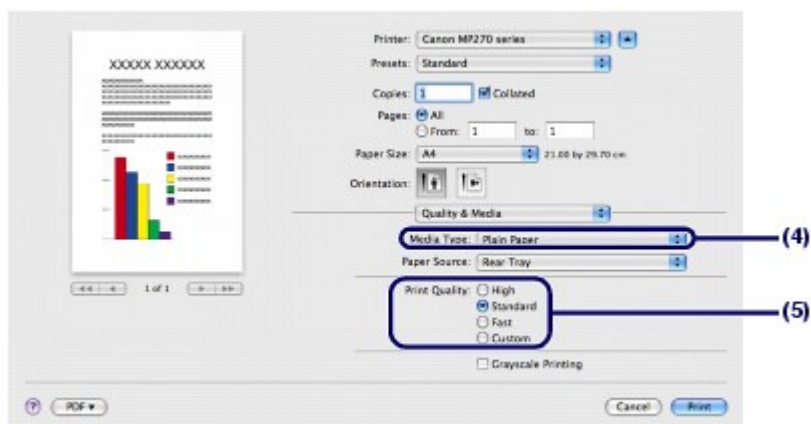 XXXXX XXXXXX
1 of 1
Printer: Canon MP270 series
Presets: Standard
Copies: 1 Collated
Pages: All
From: 1 to: 1
Paper Size: A4 21.00 by 29.70 cm
Orientation:
Quality & Media
Media Type: Plain Paper
(4)
Paper Source: Rear Tray
Print Quality: High
Standard
(5)
Fast
Custom
Grayscale Printing
? PDF Cancel Print